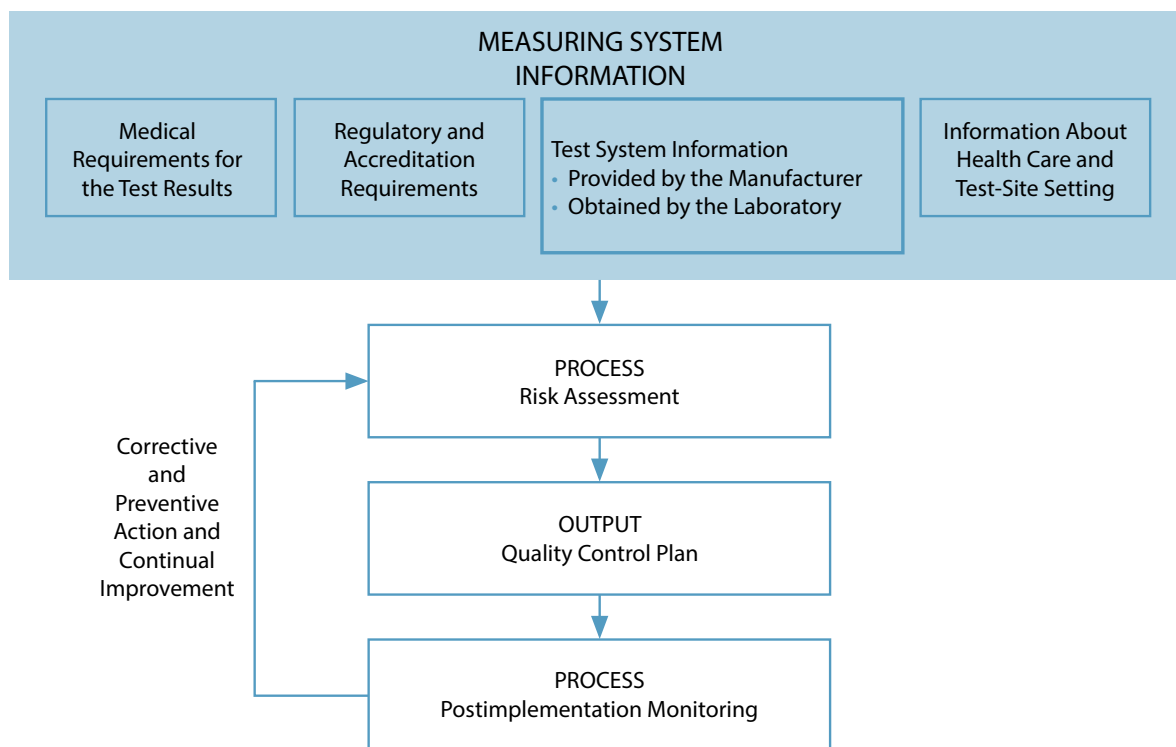 MEASURING SYSTEM
INFORMATION
Medical
Requirements for
the Test Results
Regulatory and
Accreditation
Requirements
Test System Information
• Provided by the Manufacturer
• Obtained by the Laboratory
Information About
Health Care and
Test-Site Setting
PROCESS
Risk Assessment
Corrective
and
Preventive
Action and
Continual
Improvement
OUTPUT
Quality Control Plan
PROCESS
Postimplementation Monitoring